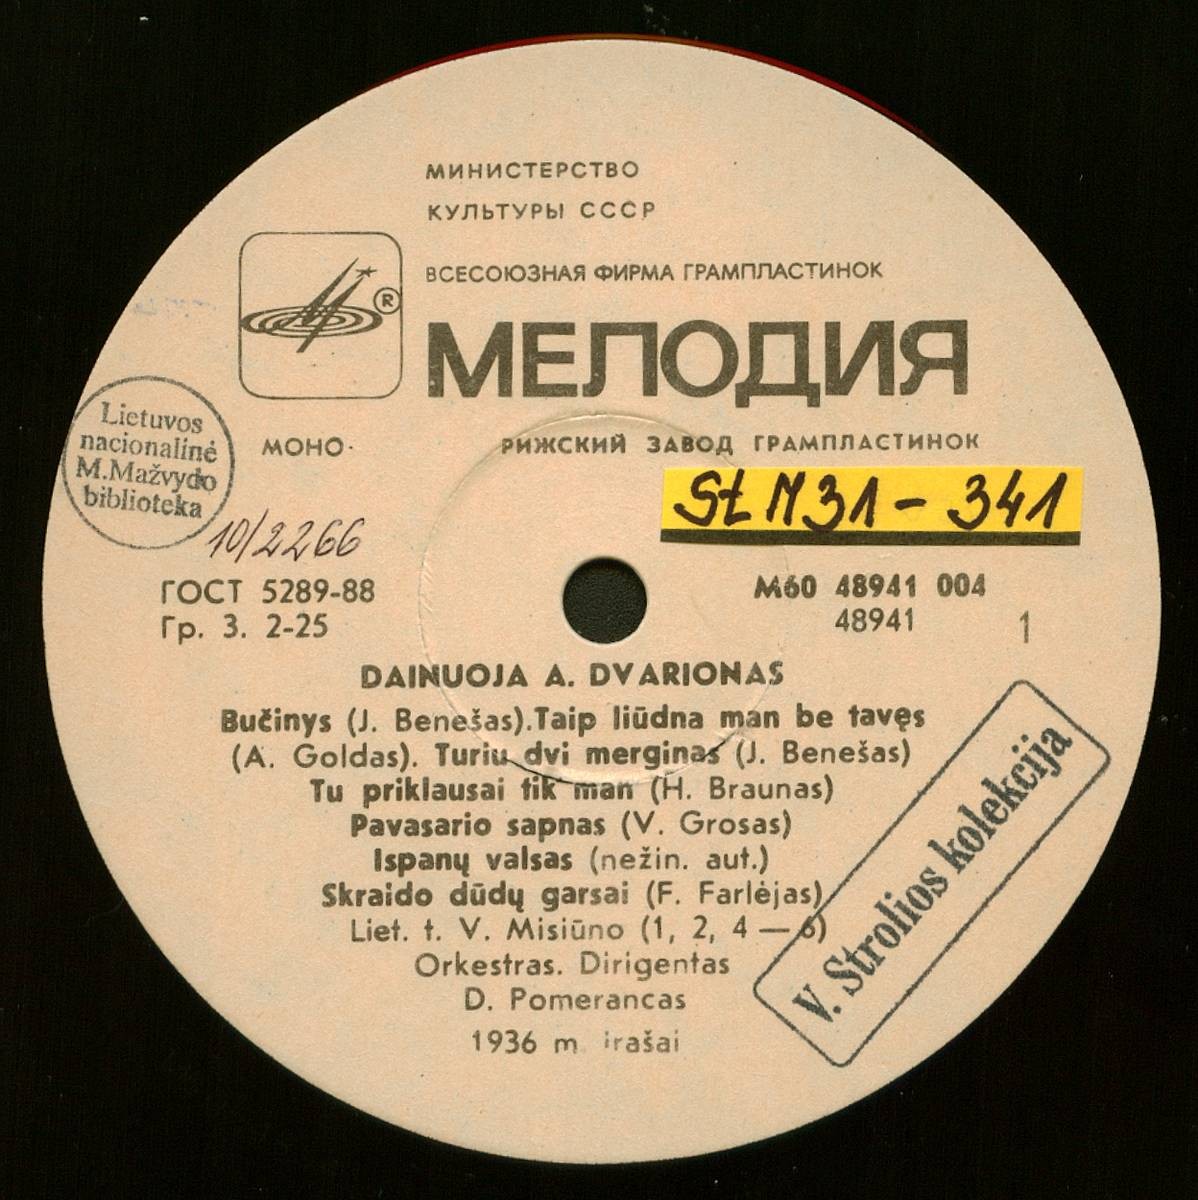 МИНИСТЕРСТВО
КУЛЬТУРЫ СССР
ВСЕСОЮЗНАЯ ФИРМА ГРАМПЛАСТИНОК
®
МЕЛОДИЯ
Lietuvos
nacionalinė
M.Mažvydo
biblioteka
МОНО
РИЖСКИЙ ЗАВОД ГРАМПЛАСТИНОК
St M31 - 341
10/2266
ГОСТ 5289-88
Гр. 3. 2-25
М60 48941 004
48941
1
DAINUOJA A. DVARIONAS
Bučinys (J. Benešas). Taip liūdna man be tavęs
(A. Goldas). Turiu dvi merginas (J. Benešas)
Tu priklausai tik man (H. Braunas)
Pavasario sapnas (V. Grosas)
Ispanų valsas (nežin. aut.)
Skraido dūdų garsai (F. Farlėjas)
Liet. t. V. Misiūno (1, 2, 4 — 6)
Orkestras. Dirigentas
D. Pomerancas
1936 m. irašai
V. Strolios kolekcija